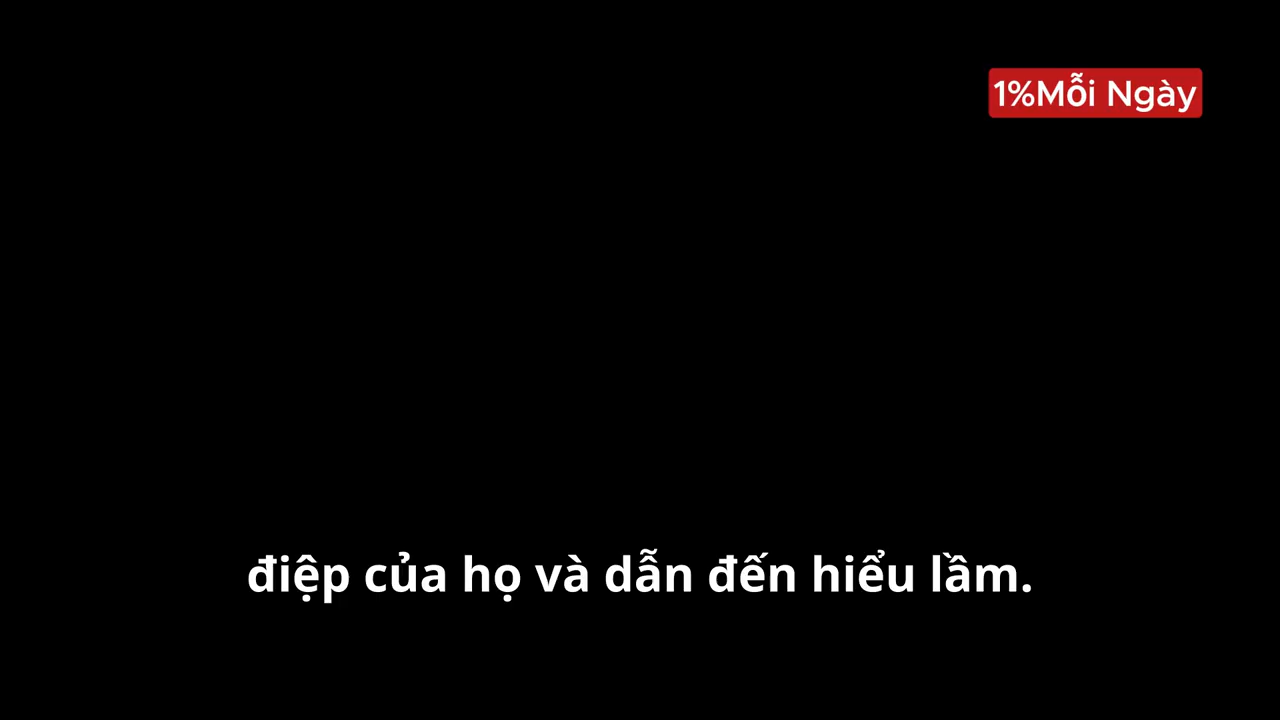 1%Mỗi Ngày
điệp của họ và dẫn đến hiểu lầm.